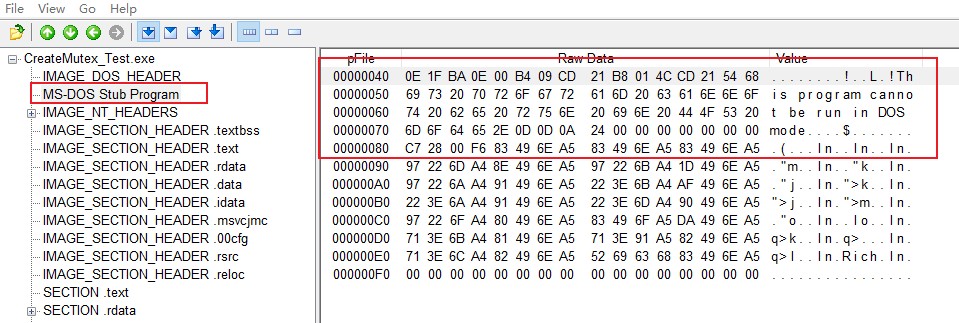 File View Go Help
CreateMutex_Test.exe
IMAGE_DOS_HEADER
MS-DOS Stub Program
IMAGE_NT_HEADERS
IMAGE_SECTION_HEADER .textbss
IMAGE_SECTION_HEADER .text
IMAGE_SECTION_HEADER .rdata
IMAGE_SECTION_HEADER .data
IMAGE_SECTION_HEADER .idata
IMAGE_SECTION_HEADER .msvcjmc
IMAGE_SECTION_HEADER .00cfg
IMAGE_SECTION_HEADER .rsrc
IMAGE_SECTION_HEADER .reloc
SECTION .text
SECTION .rdata
pFile Raw Data Value
00000040 0E 1F BA 0E 00 B4 09 CD 21 B8 01 4C CD 21 54 68 ........!..L.!Th
00000050 69 73 20 70 72 6F 67 72 61 6D 20 63 61 6E 6E 6F is program canno
00000060 74 20 62 65 20 72 75 6E 20 69 6E 20 44 4F 53 20 t be run in DOS
00000070 6D 6F 64 65 2E 0D 0D 0A 24 00 00 00 00 00 00 00 mode....$.......
00000080 C7 28 00 F6 83 49 6E A5 83 49 6E A5 83 49 6E A5 .(...In..In..In.
00000090 97 22 6D A4 8E 49 6E A5 97 22 6B A4 1D 49 6E A5 ."m..In.."k..In.
000000A0 97 22 6A A4 91 49 6E A5 22 3E 6B A4 AF 49 6E A5 ."j..In.">k..In.
000000B0 22 3E 6A A4 91 49 6E A5 22 3E 6D A4 90 49 6E A5 ">j..In.">m..In.
000000C0 97 22 6F A4 80 49 6E A5 83 49 6F A5 DA 49 6E A5 ."o..In..Io..In.
000000D0 71 3E 6B A4 81 49 6E A5 71 3E 91 A5 82 49 6E A5 q>k..In.q>...In.
000000E0 71 3E 6C A4 82 49 6E A5 52 69 63 68 83 49 6E A5 q>l..In.Rich.In.
000000F0 00 00 00 00 00 00 00 00 00 00 00 00 00 00 00 00 ................